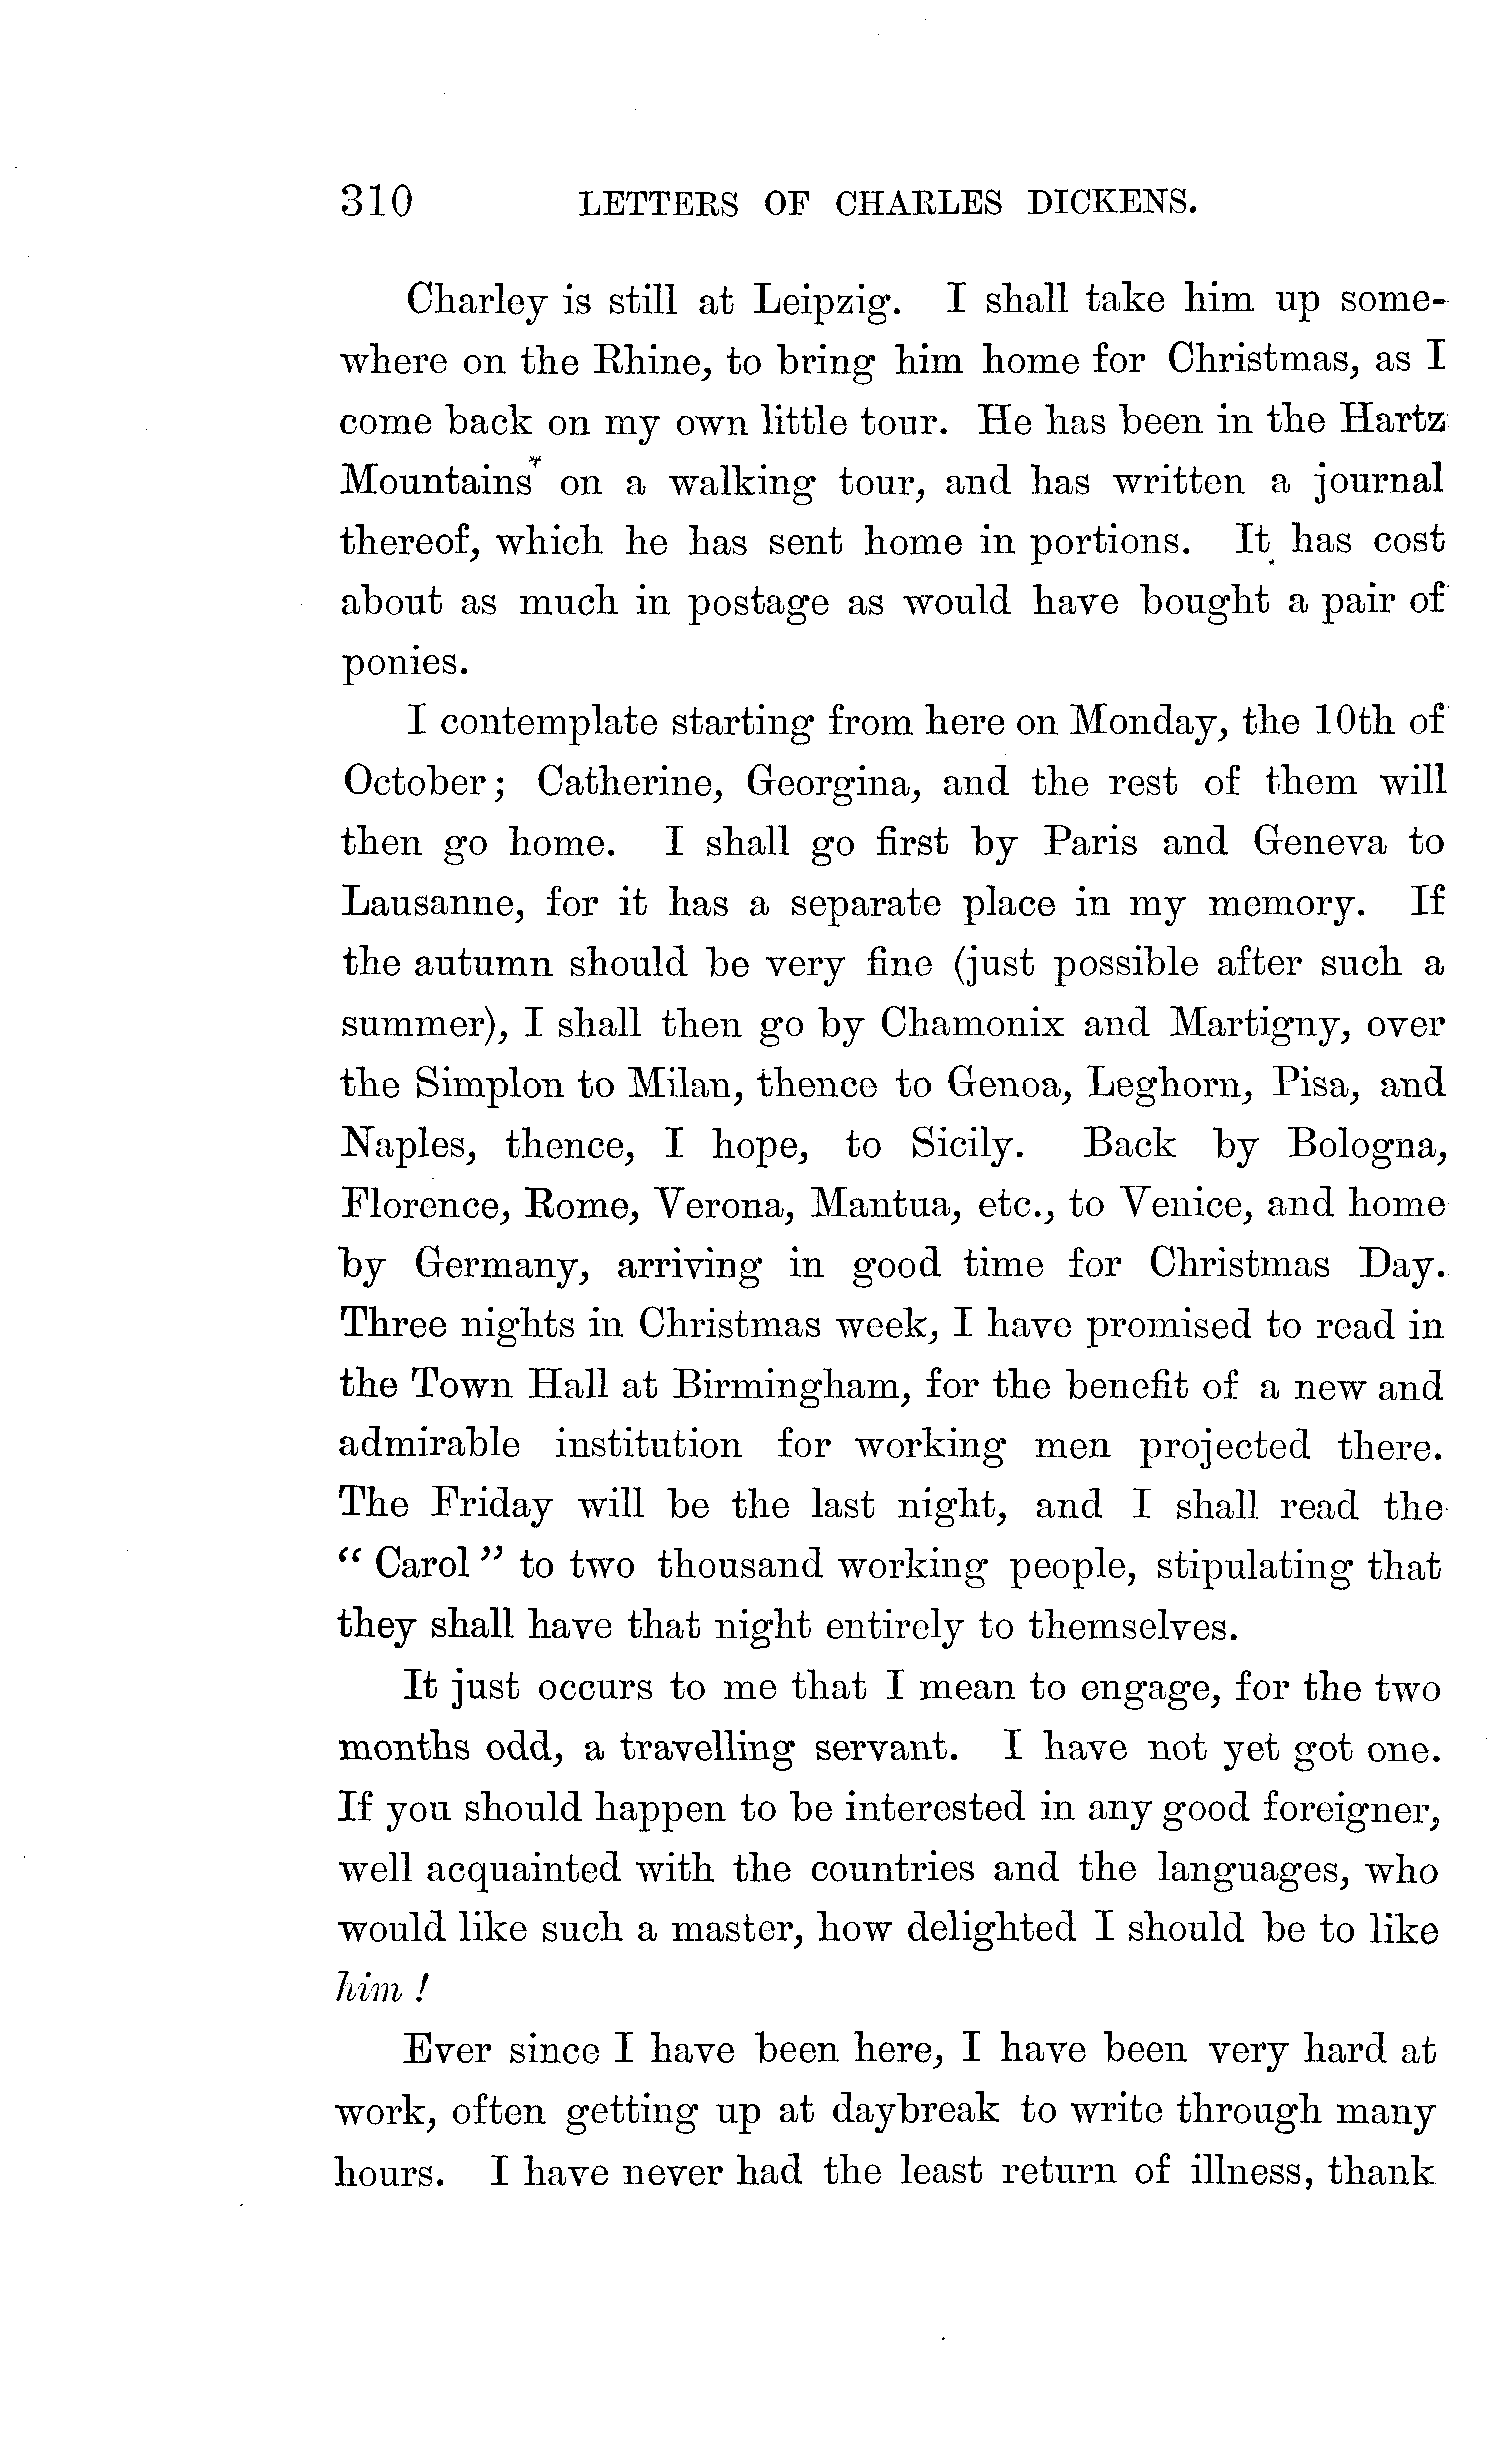 310 LETTERS OF CHARLES DICKENS.
Charley is still at Leipzig. I shall take him up some-
where on the Rhine, to bring him home for Christmas, as I
come back on my own little tour. He has been in the Hartz
Mountains on a walking tour, and has written a journal
thereof, which he has sent home in portions. It has cost
about as much in postage as would have bought a pair of
ponies.
I contemplate starting from here on Monday, the 10th of
October; Catherine, Georgina, and the rest of them will
then go home. I shall go first by Paris and Geneva to
Lausanne, for it has a separate place in my memory. If
the autumn should be very fine (just possible after such a
summer), I shall then go by Chamonix and Martigny, over
the Simplon to Milan, thence to Genoa, Leghorn, Pisa, and
Naples, thence, I hope, to Sicily. Back by Bologna,
Florence, Rome, Verona, Mantua, etc., to Venice, and home
by Germany, arriving in good time for Christmas Day.
Three nights in Christmas week, I have promised to read in
the Town Hall at Birmingham, for the benefit of a new and
admirable institution for working men projected there.
The Friday will be the last night, and I shall read the
“Carol” to two thousand working people, stipulating that
they shall have that night entirely to themselves.
It just occurs to me that I mean to engage, for the two
months odd, a travelling servant. I have not yet got one.
If you should happen to be interested in any good foreigner,
well acquainted with the countries and the languages, who
would like such a master, how delighted I should be to like
him!
Ever since I have been here, I have been very hard at
work, often getting up at daybreak to write through many
hours. I have never had the least return of illness, thank